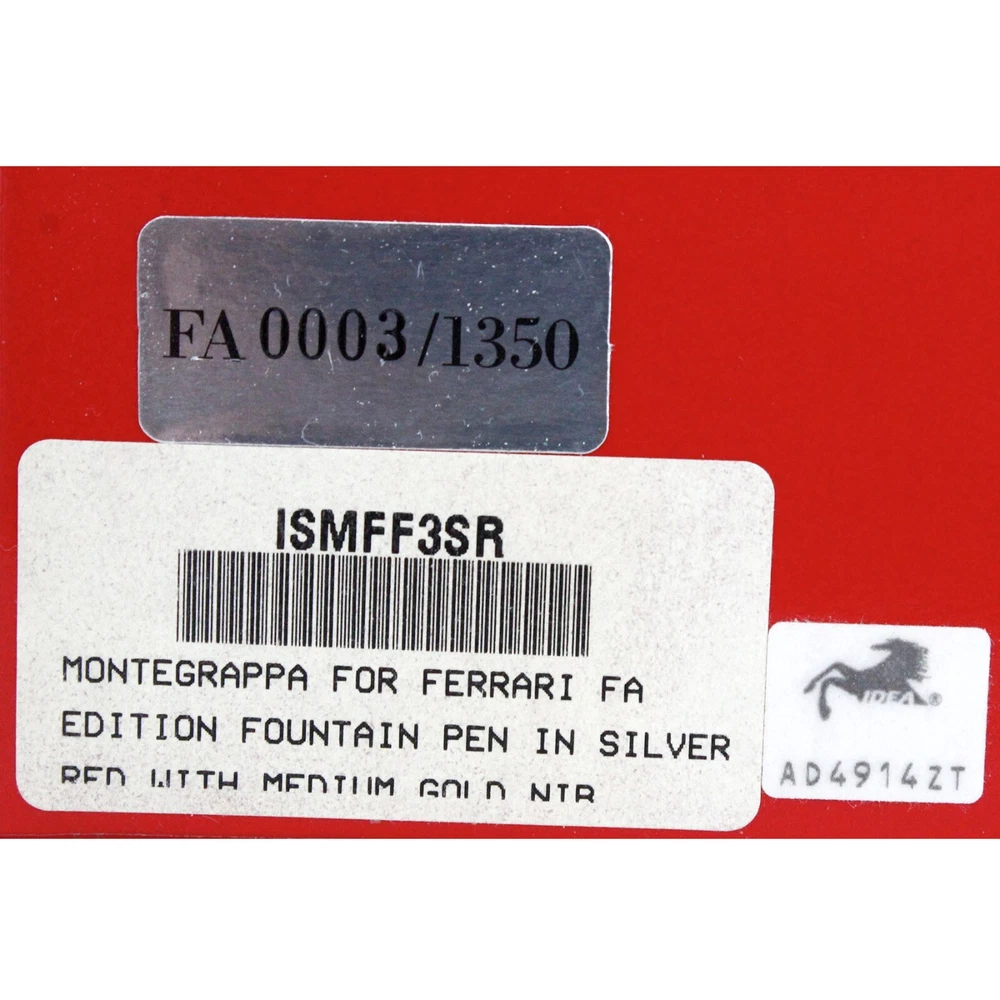 FA 0003/1350
ISMFF3SR
MONTEGRAPPA FOR FERRARI FA
EDITION FOUNTAIN PEN IN SILVER
RED WITH MEDIUM GOLD NIB
IDEA®
AD4914ZT